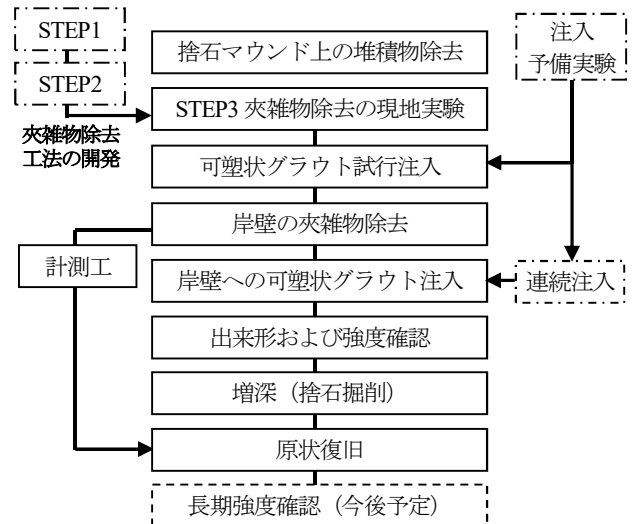 STEP1
STEP2
夾雑物除去
工法の開発
捨石マウンド上の堆積物除去
STEP3 夾雑物除去の現地実験
可塑状グラウト試行注入
岸壁の夾雑物除去
計測工
岸壁への可塑状グラウト注入
出来形および強度確認
増深（捨石掘削）
原状復旧
長期強度確認（今後予定）
注入
予備実験
連続注入